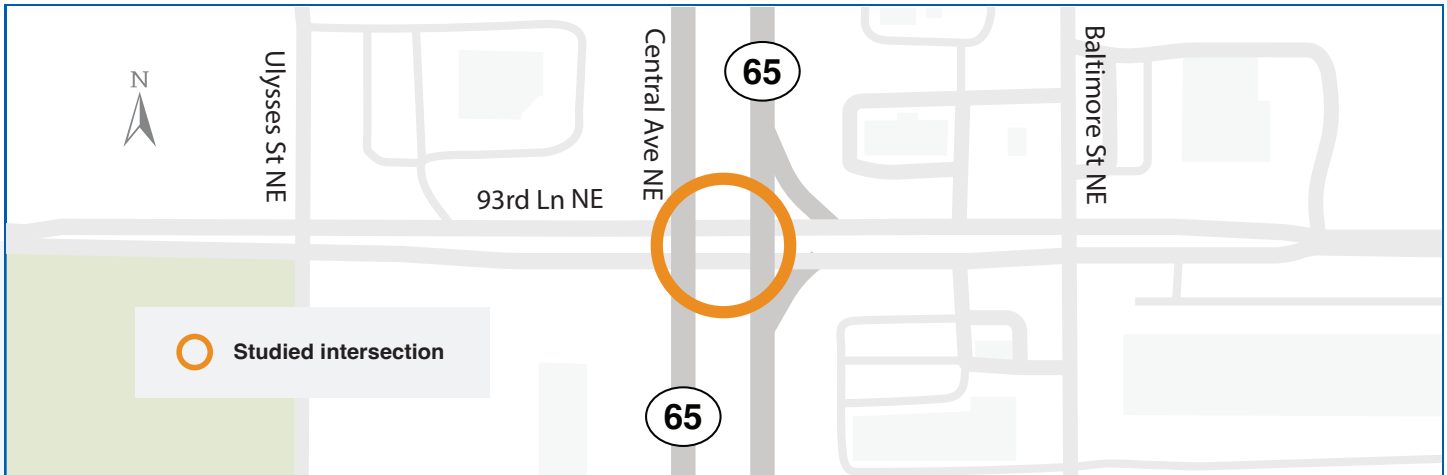 N
Ulysses St NE
93rd Ln NE
Central Ave NE
65
Baltimore St NE
Studied intersection
65